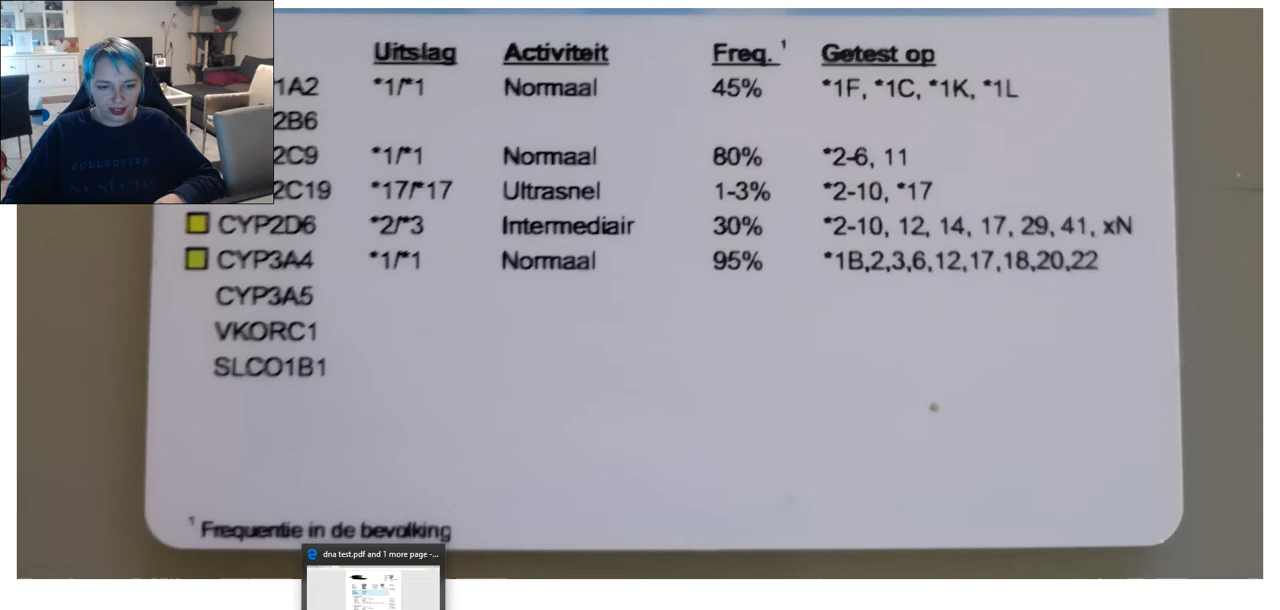 Uitslag Activiteit Freq. ¹ Getest op
1A2 *1/*1 Normaal 45% *1F, *1C, *1K, *1L
2B6
2C9 *1/*1 Normaal 80% *2-6, 11
2C19 *17/*17 Ultrasnel 1-3% *2-10, *17
CYP2D6 *2/*3 Intermediair 30% *2-10, 12, 14, 17, 29, 41, xN
CYP3A4 *1/*1 Normaal 95% *1B,2,3,6,12,17,18,20,22
CYP3A5
VKORC1
SLCO1B1
¹ Frequentie in de bevolking
dna test.pdf and 1 more page -...
COLLECTIVE